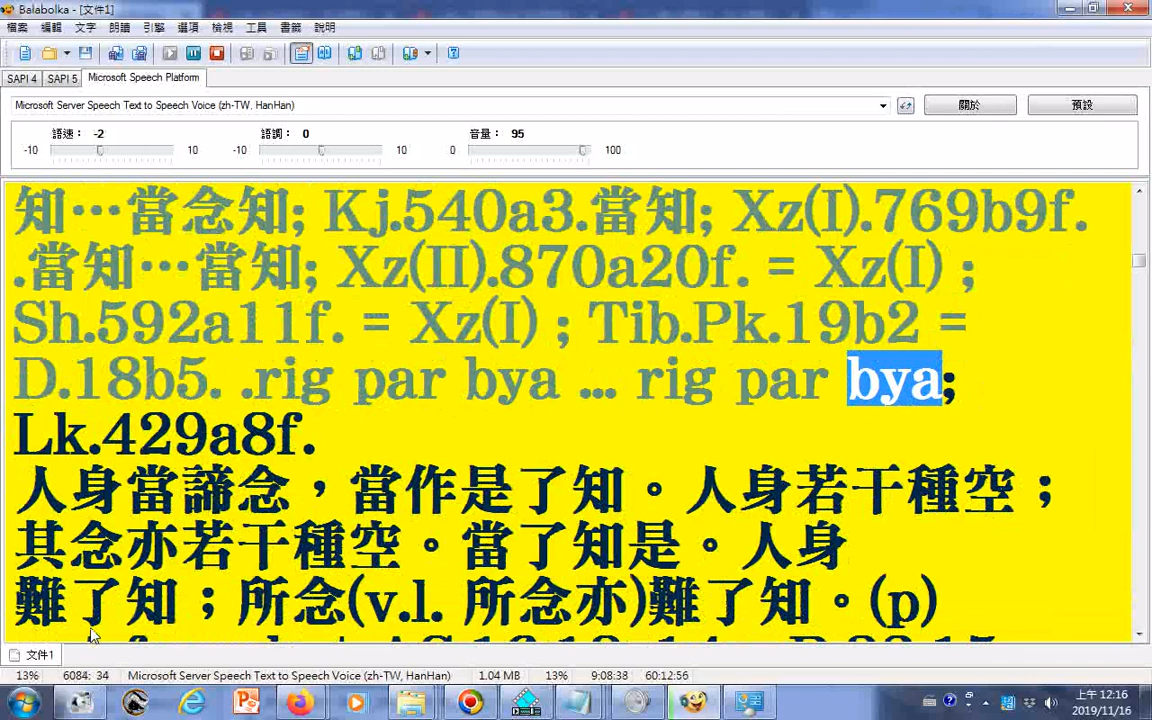 Balabolka - [文件1]
檔案 編輯 文字 朗讀 引擎 選項 檢視 工具 書籤 說明
SAPI 4 SAPI 5 Microsoft Speech Platform
Microsoft Server Speech Text to Speech Voice (zh-TW, HanHan) 關於 預設
語速： -2 語調： 0 音量： 95
-10 10 -10 10 0 100
知⋯當念知; Kj.540a3.當知; Xz(I).769b9f.
.當知⋯當知; Xz(II).870a20f. = Xz(I) ;
Sh.592a11f. = Xz(I) ; Tib.Pk.19b2 =
D.18b5. .rig par bya ... rig par bya;
Lk.429a8f.
人身當諦念，當作是了知。人身若干種空；
其念亦若干種空。當了知是。人身
難了知；所念(v.l. 所念亦)難了知。(p)
文件1
13% 6084: 34 Microsoft Server Speech Text to Speech Voice (zh-TW, HanHan) 1.04 MB 13% 9:08:38 60:12:56
上午 12:16
2019/11/16